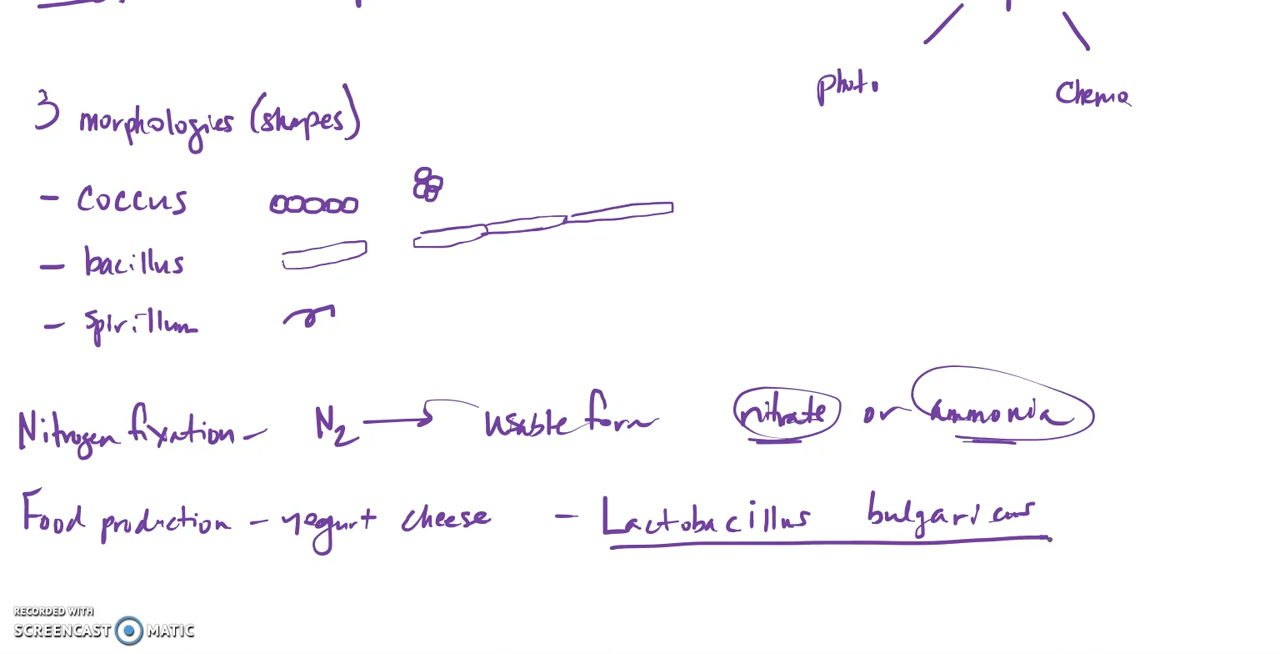 Photo Chemo
3 morphologies (shapes)
- coccus
- bacillus
- spirillum
Nitrogen fixation - N2 → usable form nitrate or ammonia
Food production - yogurt cheese - Lactobacillus bulgaricus
RECORDED WITH
SCREENCAST MATIC